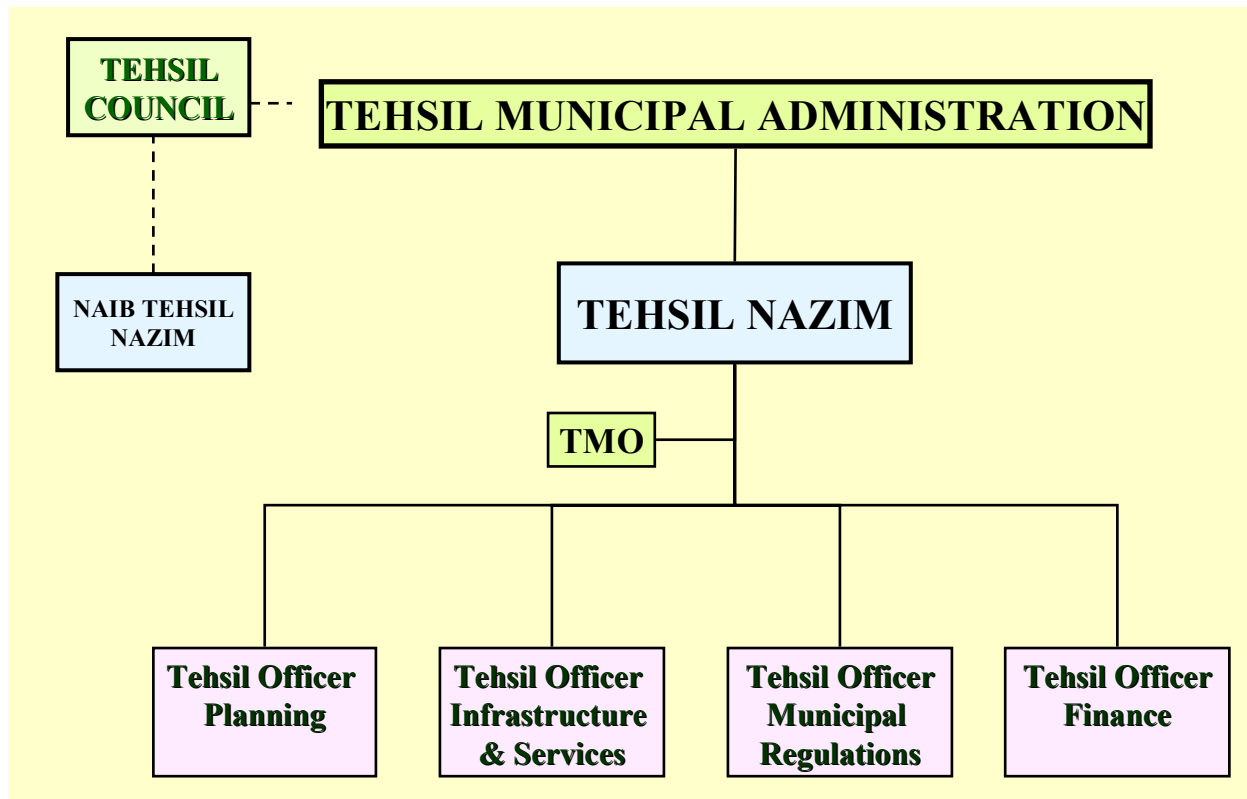 TEHSIL
COUNCIL
TEHSIL MUNICIPAL ADMINISTRATION
NAIB TEHSIL
NAZIM
TEHSIL NAZIM
TMO
Tehsil Officer
Planning
Tehsil Officer
Infrastructure
& Services
Tehsil Officer
Municipal
Regulations
Tehsil Officer
Finance